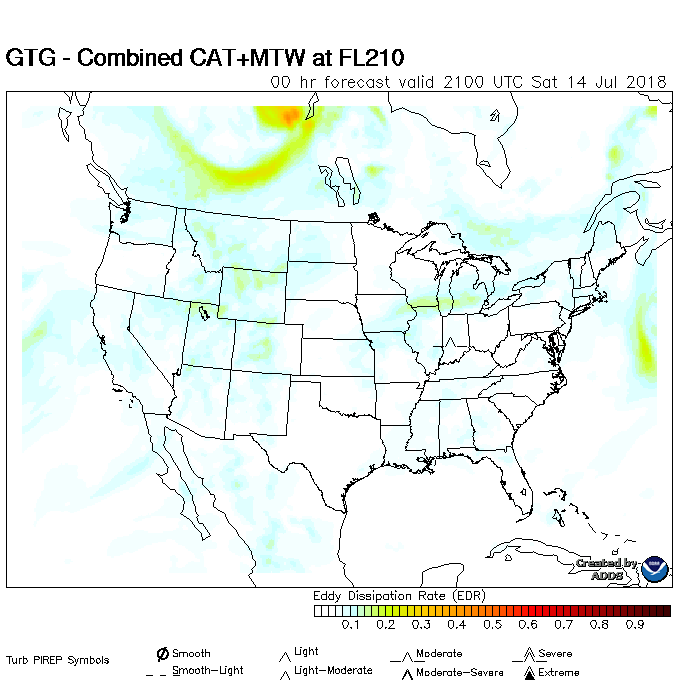 GTG - Combined CAT+MTW at FL210
00 hr forecast valid 2100 UTC Sat 14 Jul 2018
Created by
ADDS
Eddy Dissipation Rate (EDR)
0.1 0.2 0.3 0.4 0.5 0.6 0.7 0.8 0.9
Turb PIREP Symbols
Smooth Light Moderate Severe
Smooth-Light Light-Moderate Moderate-Severe Extreme